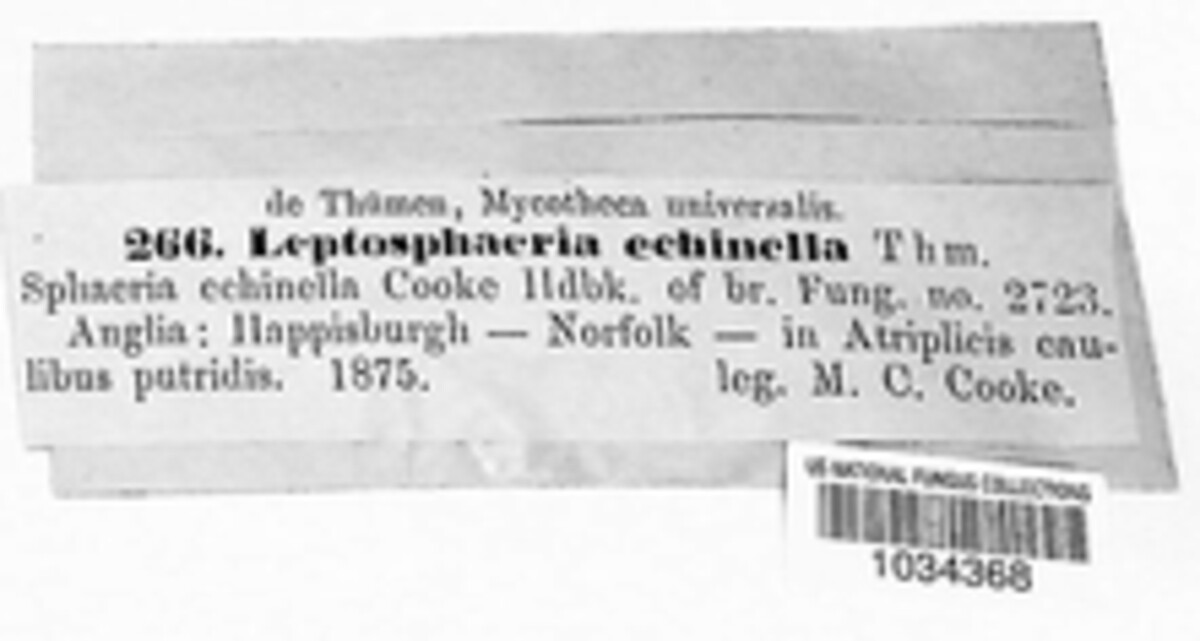 de Thümen, Mycotheca universalis.
266. Leptosphaeria echinella Thm.
Sphaeria echinella Cooke Hdbk. of br. Fung. no. 2723.
Anglia: Happisburgh — Norfolk — in Atriplicis cau-
libus putridis. 1875. leg. M. C. Cooke.
US NATIONAL FUNGUS COLLECTIONS
1034368